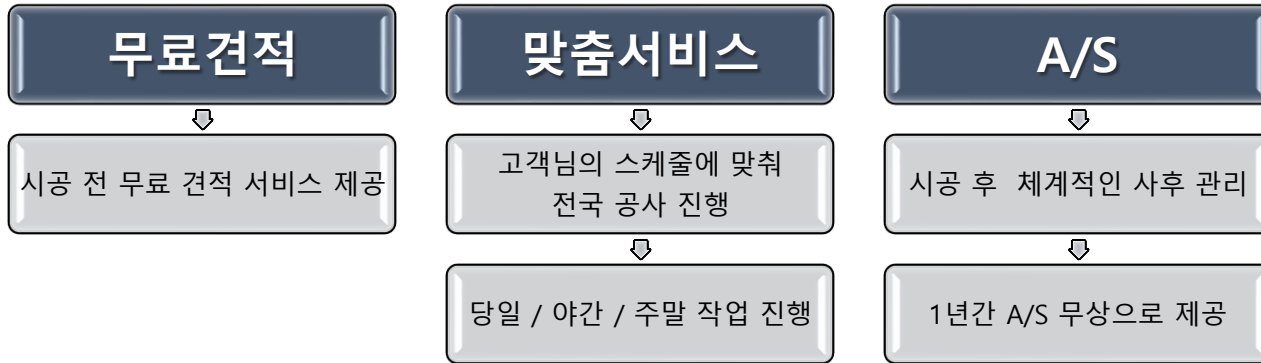 무료견적
시공 전 무료 견적 서비스 제공
맞춤서비스
고객님의 스케줄에 맞춰
전국 공사 진행
당일 / 야간 / 주말 작업 진행
A/S
시공 후 체계적인 사후 관리
1년간 A/S 무상으로 제공